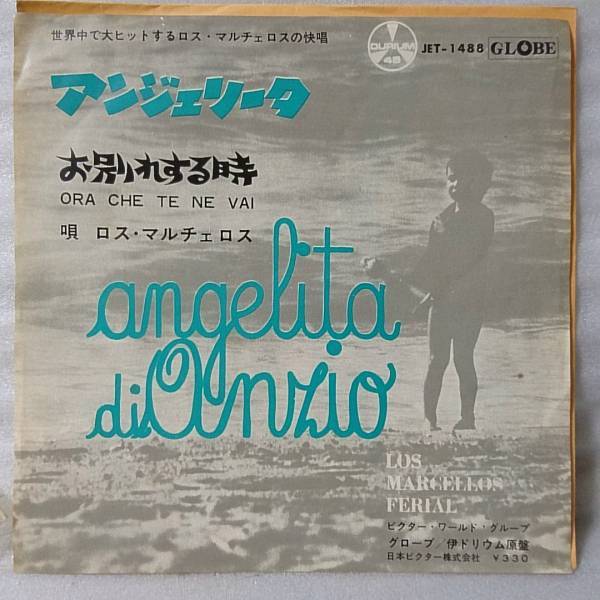 世界中で大ヒットするロス・マルチェロスの快唱
DURIUM
45
JET-1488 GLOBE
アンジェリータ
お別れする時
ORA CHE TE NE VAI
唄 ロス・マルチェロス
angelita
di Anzio
LOS
MARCELLOS
FERIAL
ビクター・ワールド・グループ
グローブ/伊ドリウム原盤
日本ビクター株式会社 ¥330